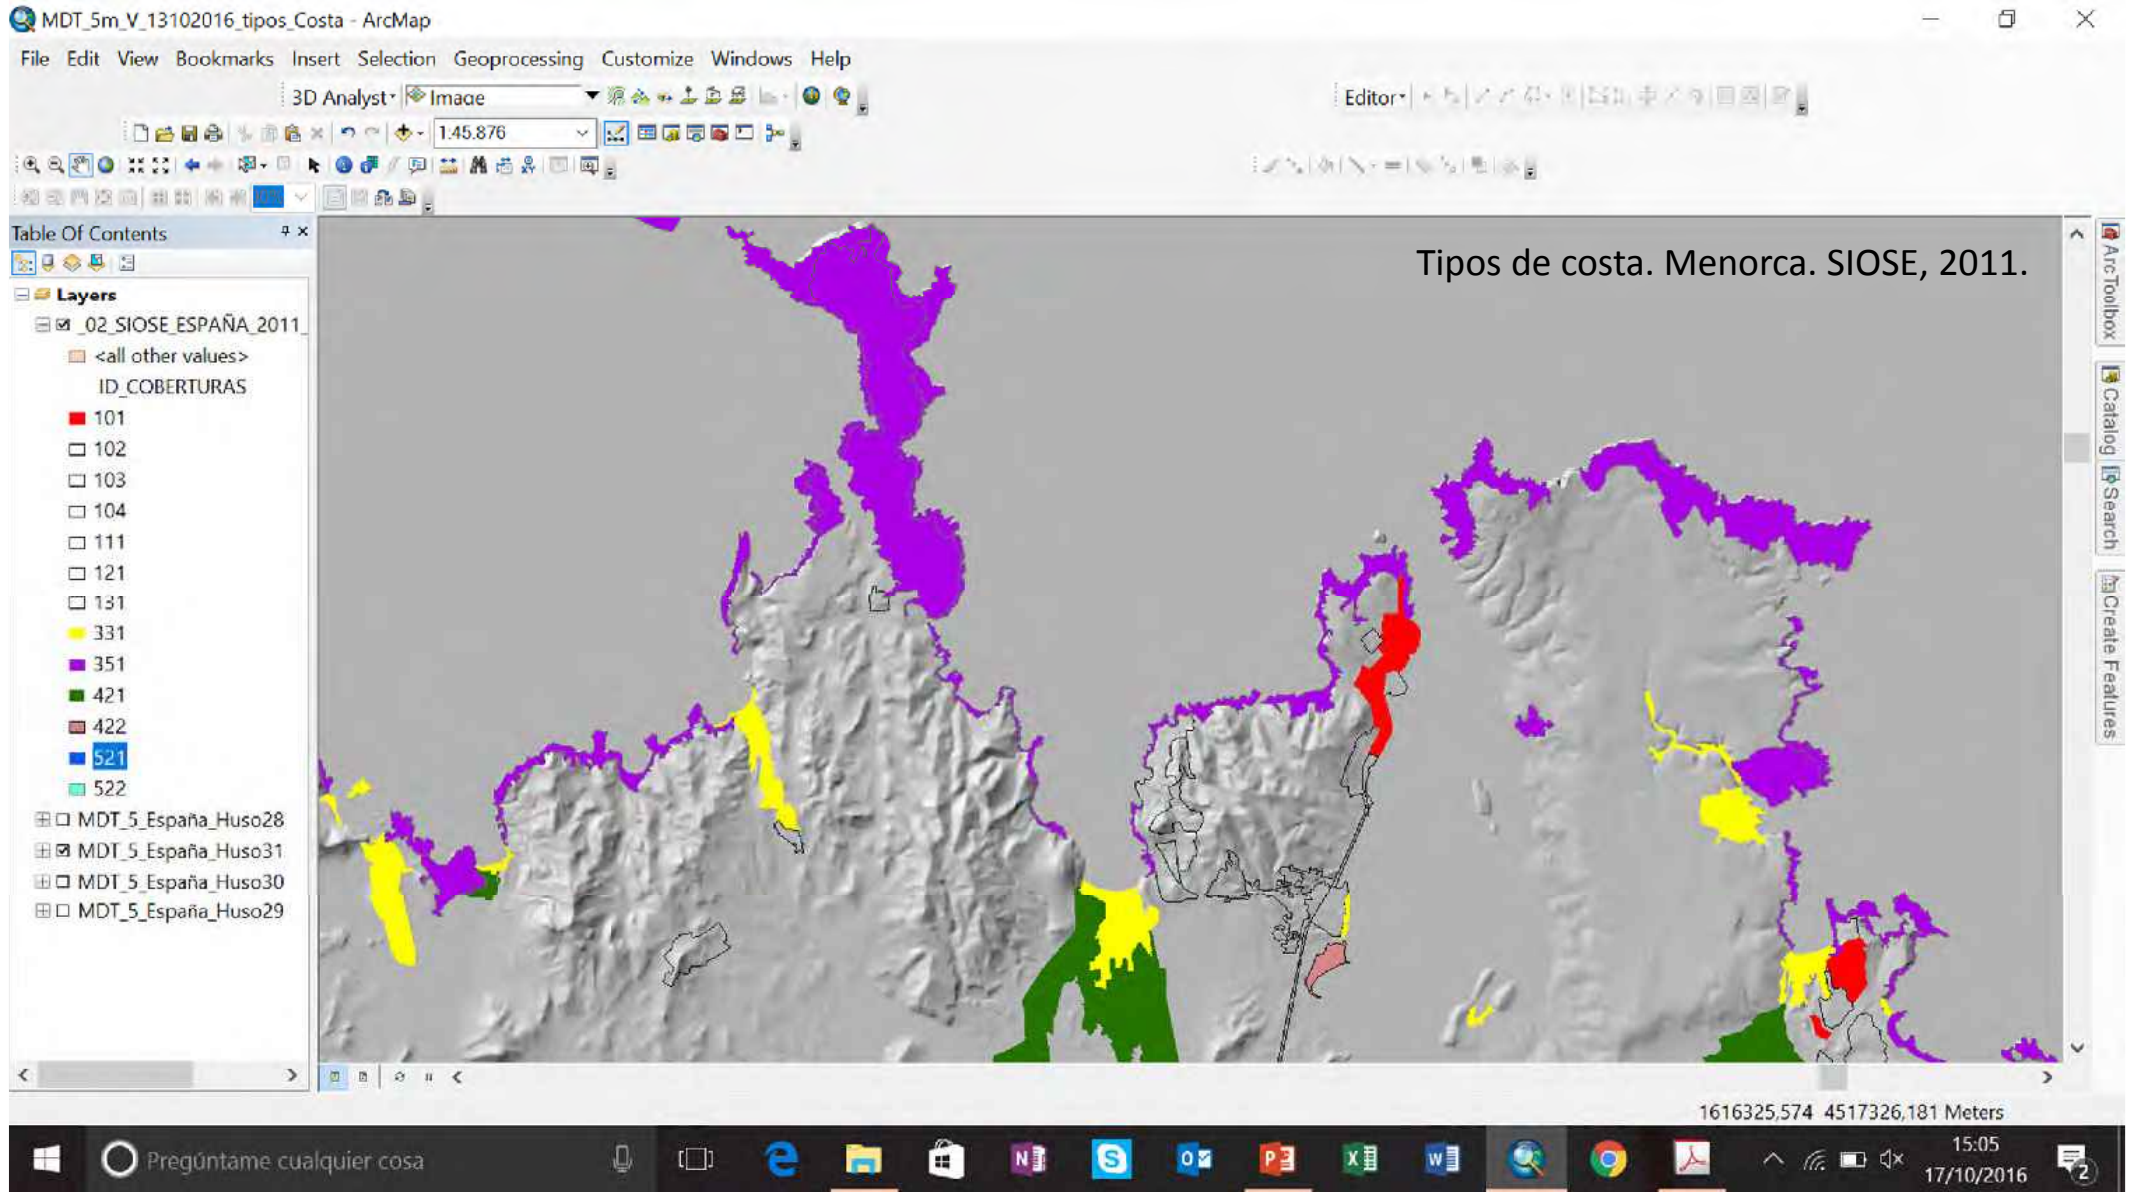 MDT_5m_V_13102016_tipos_Costa - ArcMap
File Edit View Bookmarks Insert Selection Geoprocessing Customize Windows Help
3D Analyst Image
Editor
1:45.876
Table Of Contents
Layers
_02_SIOSE_ESPAÑA_2011_
<all other values>
ID_COBERTURAS
101
102
103
104
111
121
131
331
351
421
422
521
522
MDT_5_España_Huso28
MDT_5_España_Huso31
MDT_5_España_Huso30
MDT_5_España_Huso29
Tipos de costa. Menorca. SIOSE, 2011.
ArcToolbox
Catalog
Search
Create Features
1616325,574 4517326,181 Meters
Pregúntame cualquier cosa
15:05
17/10/2016
2